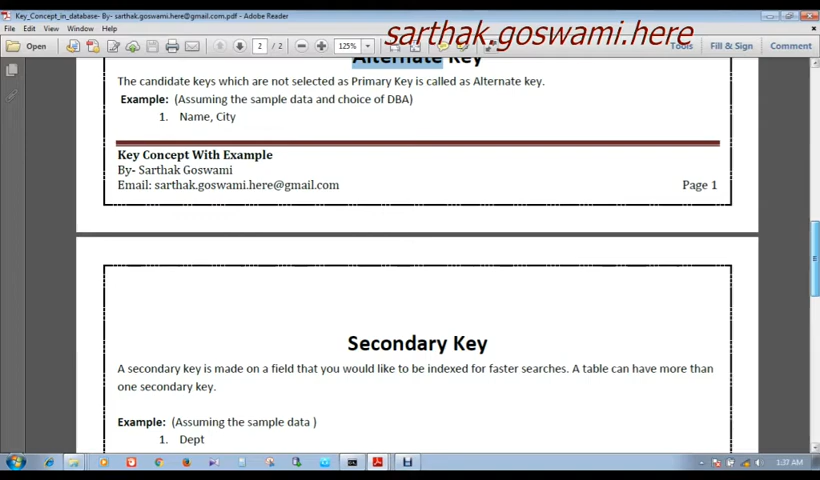 Key_Concept_in_database- By- sarthak.goswami.here@gmail.com.pdf - Adobe Reader
sarthak.goswami.here
File Edit View Window Help
Open 2 / 2 125% Tools Fill & Sign Comment
Alternate Key
The candidate keys which are not selected as Primary Key is called as Alternate key.
Example: (Assuming the sample data and choice of DBA)
1. Name, City
Key Concept With Example
By- Sarthak Goswami
Email: sarthak.goswami.here@gmail.com Page 1
Secondary Key
A secondary key is made on a field that you would like to be indexed for faster searches. A table can have more than
one secondary key.
Example: (Assuming the sample data )
1. Dept
1:37 AM